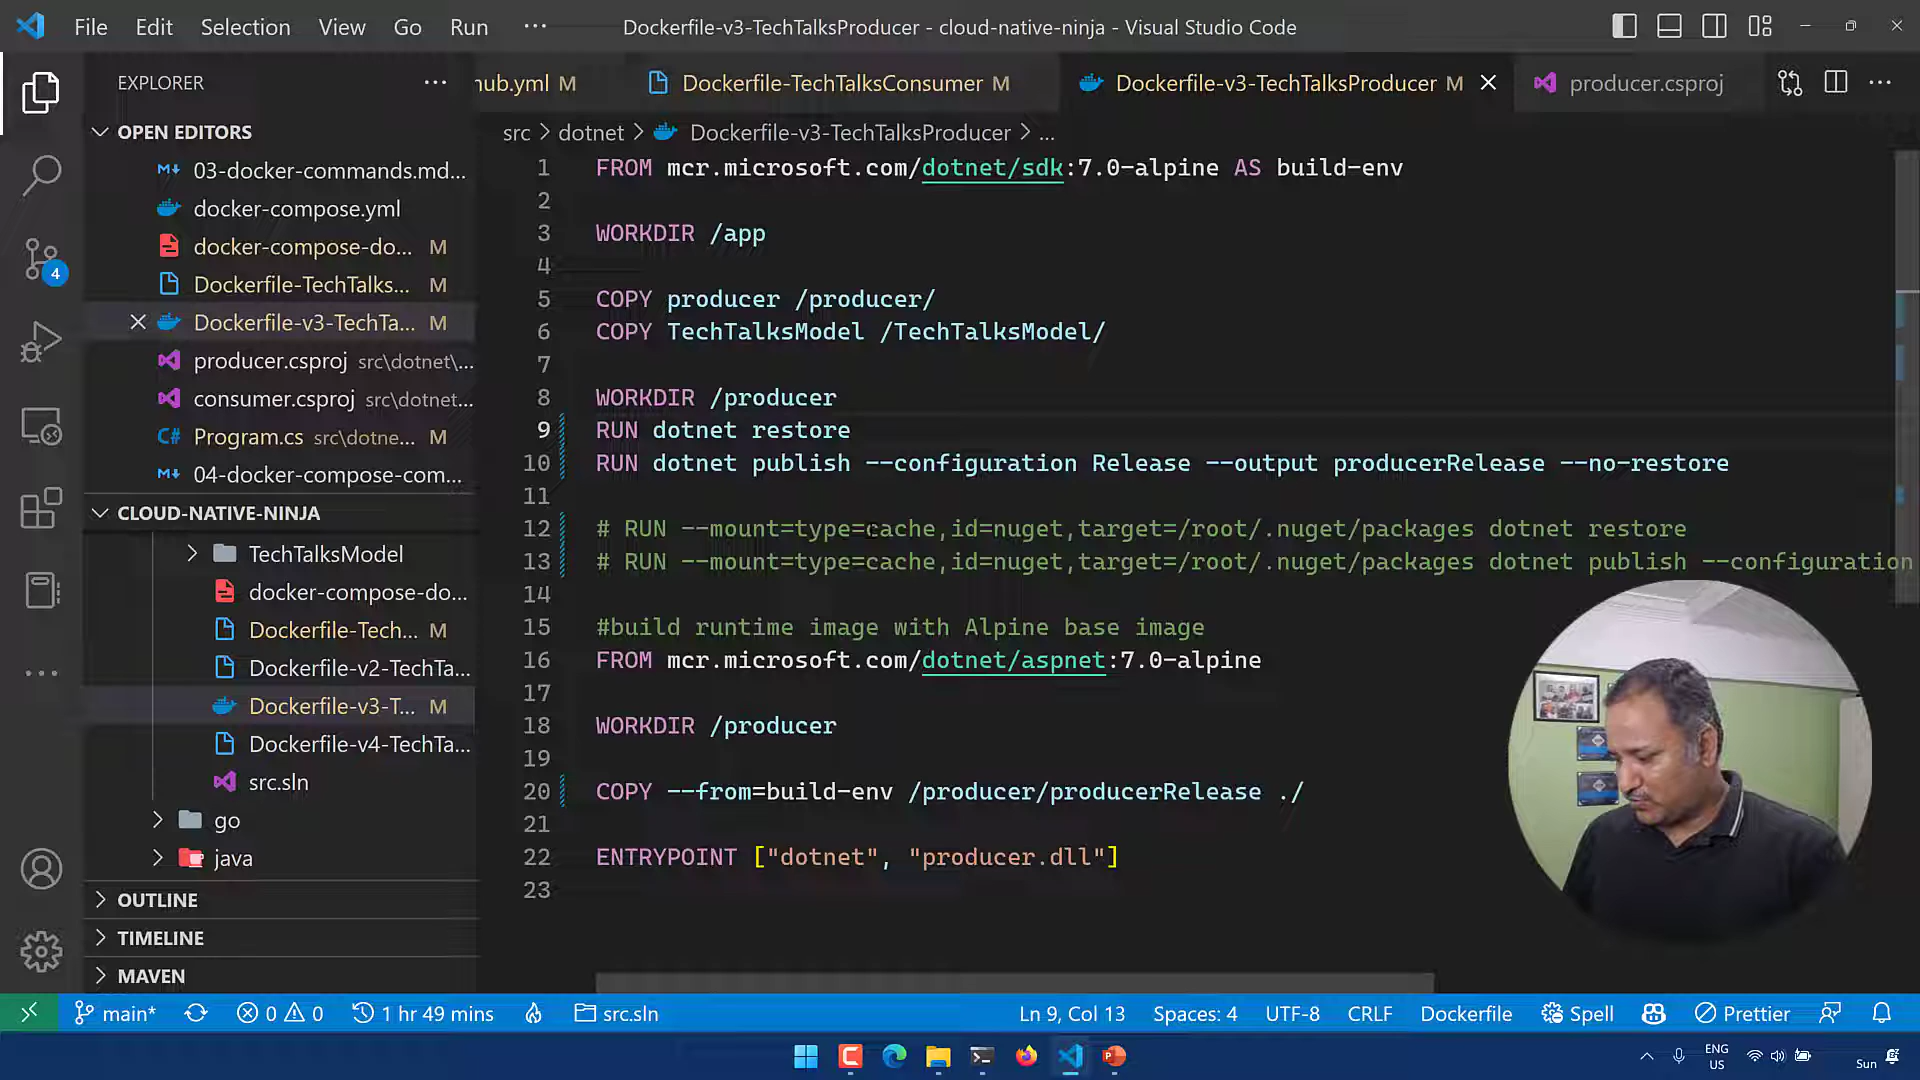 File Edit Selection View Go Run ··· Dockerfile-v3-TechTalksProducer - cloud-native-ninja - Visual Studio Code
EXPLORER ···
OPEN EDITORS
03-docker-commands.md...
docker-compose.yml
docker-compose-do... M
Dockerfile-TechTalks... M
Dockerfile-v3-TechTa... M
producer.csproj src\dotnet\...
consumer.csproj src\dotnet...
Program.cs src\dotne... M
04-docker-compose-com...
CLOUD-NATIVE-NINJA
TechTalksModel
docker-compose-do...
Dockerfile-Tech... M
Dockerfile-v2-TechTa...
Dockerfile-v3-T... M
Dockerfile-v4-TechTa...
src.sln
go
java
OUTLINE
TIMELINE
MAVEN
hub.yml M Dockerfile-TechTalksConsumer M Dockerfile-v3-TechTalksProducer M producer.csproj
src > dotnet > Dockerfile-v3-TechTalksProducer > ...
1 FROM mcr.microsoft.com/dotnet/sdk:7.0-alpine AS build-env
2
3 WORKDIR /app
4
5 COPY producer /producer/
6 COPY TechTalksModel /TechTalksModel/
7
8 WORKDIR /producer
9 RUN dotnet restore
10 RUN dotnet publish --configuration Release --output producerRelease --no-restore
11
12 # RUN --mount=type=cache,id=nuget,target=/root/.nuget/packages dotnet restore
13 # RUN --mount=type=cache,id=nuget,target=/root/.nuget/packages dotnet publish --configuration
14
15 #build runtime image with Alpine base image
16 FROM mcr.microsoft.com/dotnet/aspnet:7.0-alpine
17
18 WORKDIR /producer
19
20 COPY --from=build-env /producer/producerRelease ./
21
22 ENTRYPOINT ["dotnet", "producer.dll"]
23
4
main* 0 0 1 hr 49 mins src.sln Ln 9, Col 13 Spaces: 4 UTF-8 CRLF Dockerfile Spell Prettier
ENG
US
Sun